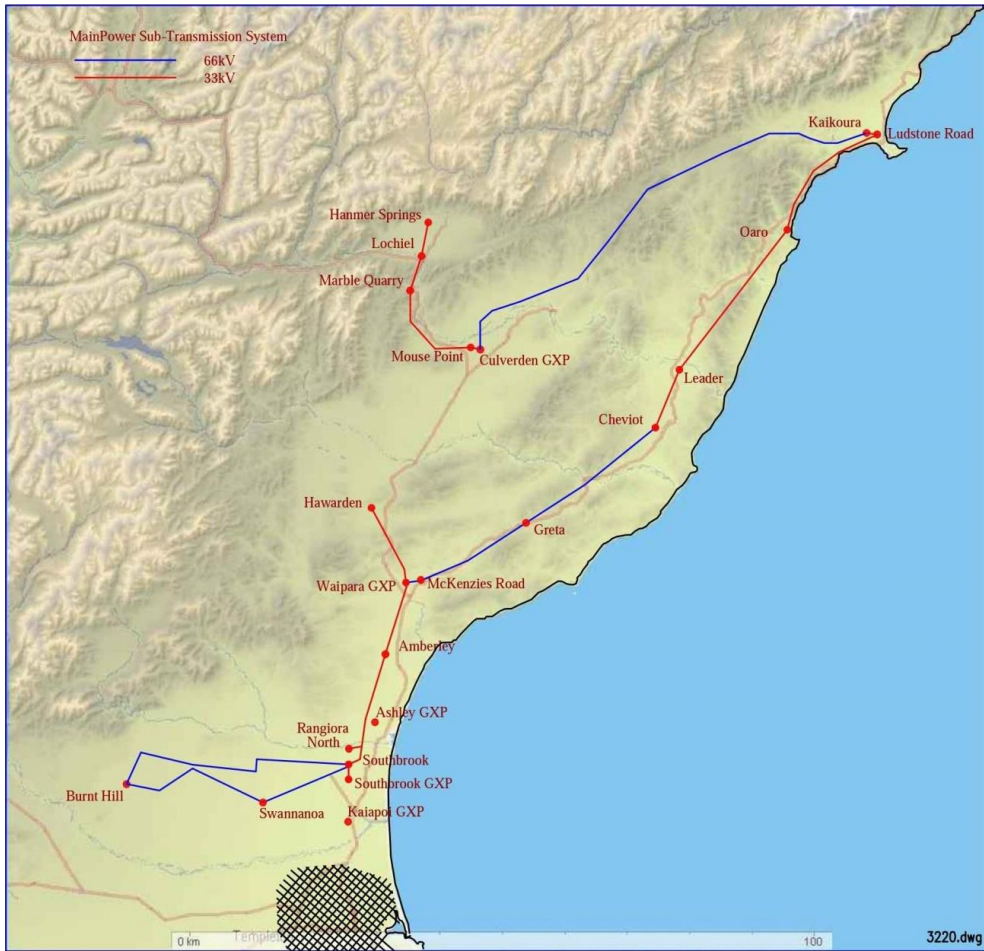 MainPower Sub-Transmission System
66kV
33kV
Kaikoura
Ludstone Road
Hanmer Springs
Oaro
Lochiel
Marble Quarry
Mouse Point
Culverden GXP
Leader
Cheviot
Hawarden
Greta
Waipara GXP
McKenzies Road
Amberley
Ashley GXP
Rangiora
North
Southbrook
Southbrook GXP
Burnt Hill
Swannanoa
Kaiapoi GXP
0 km
100
3220.dwg